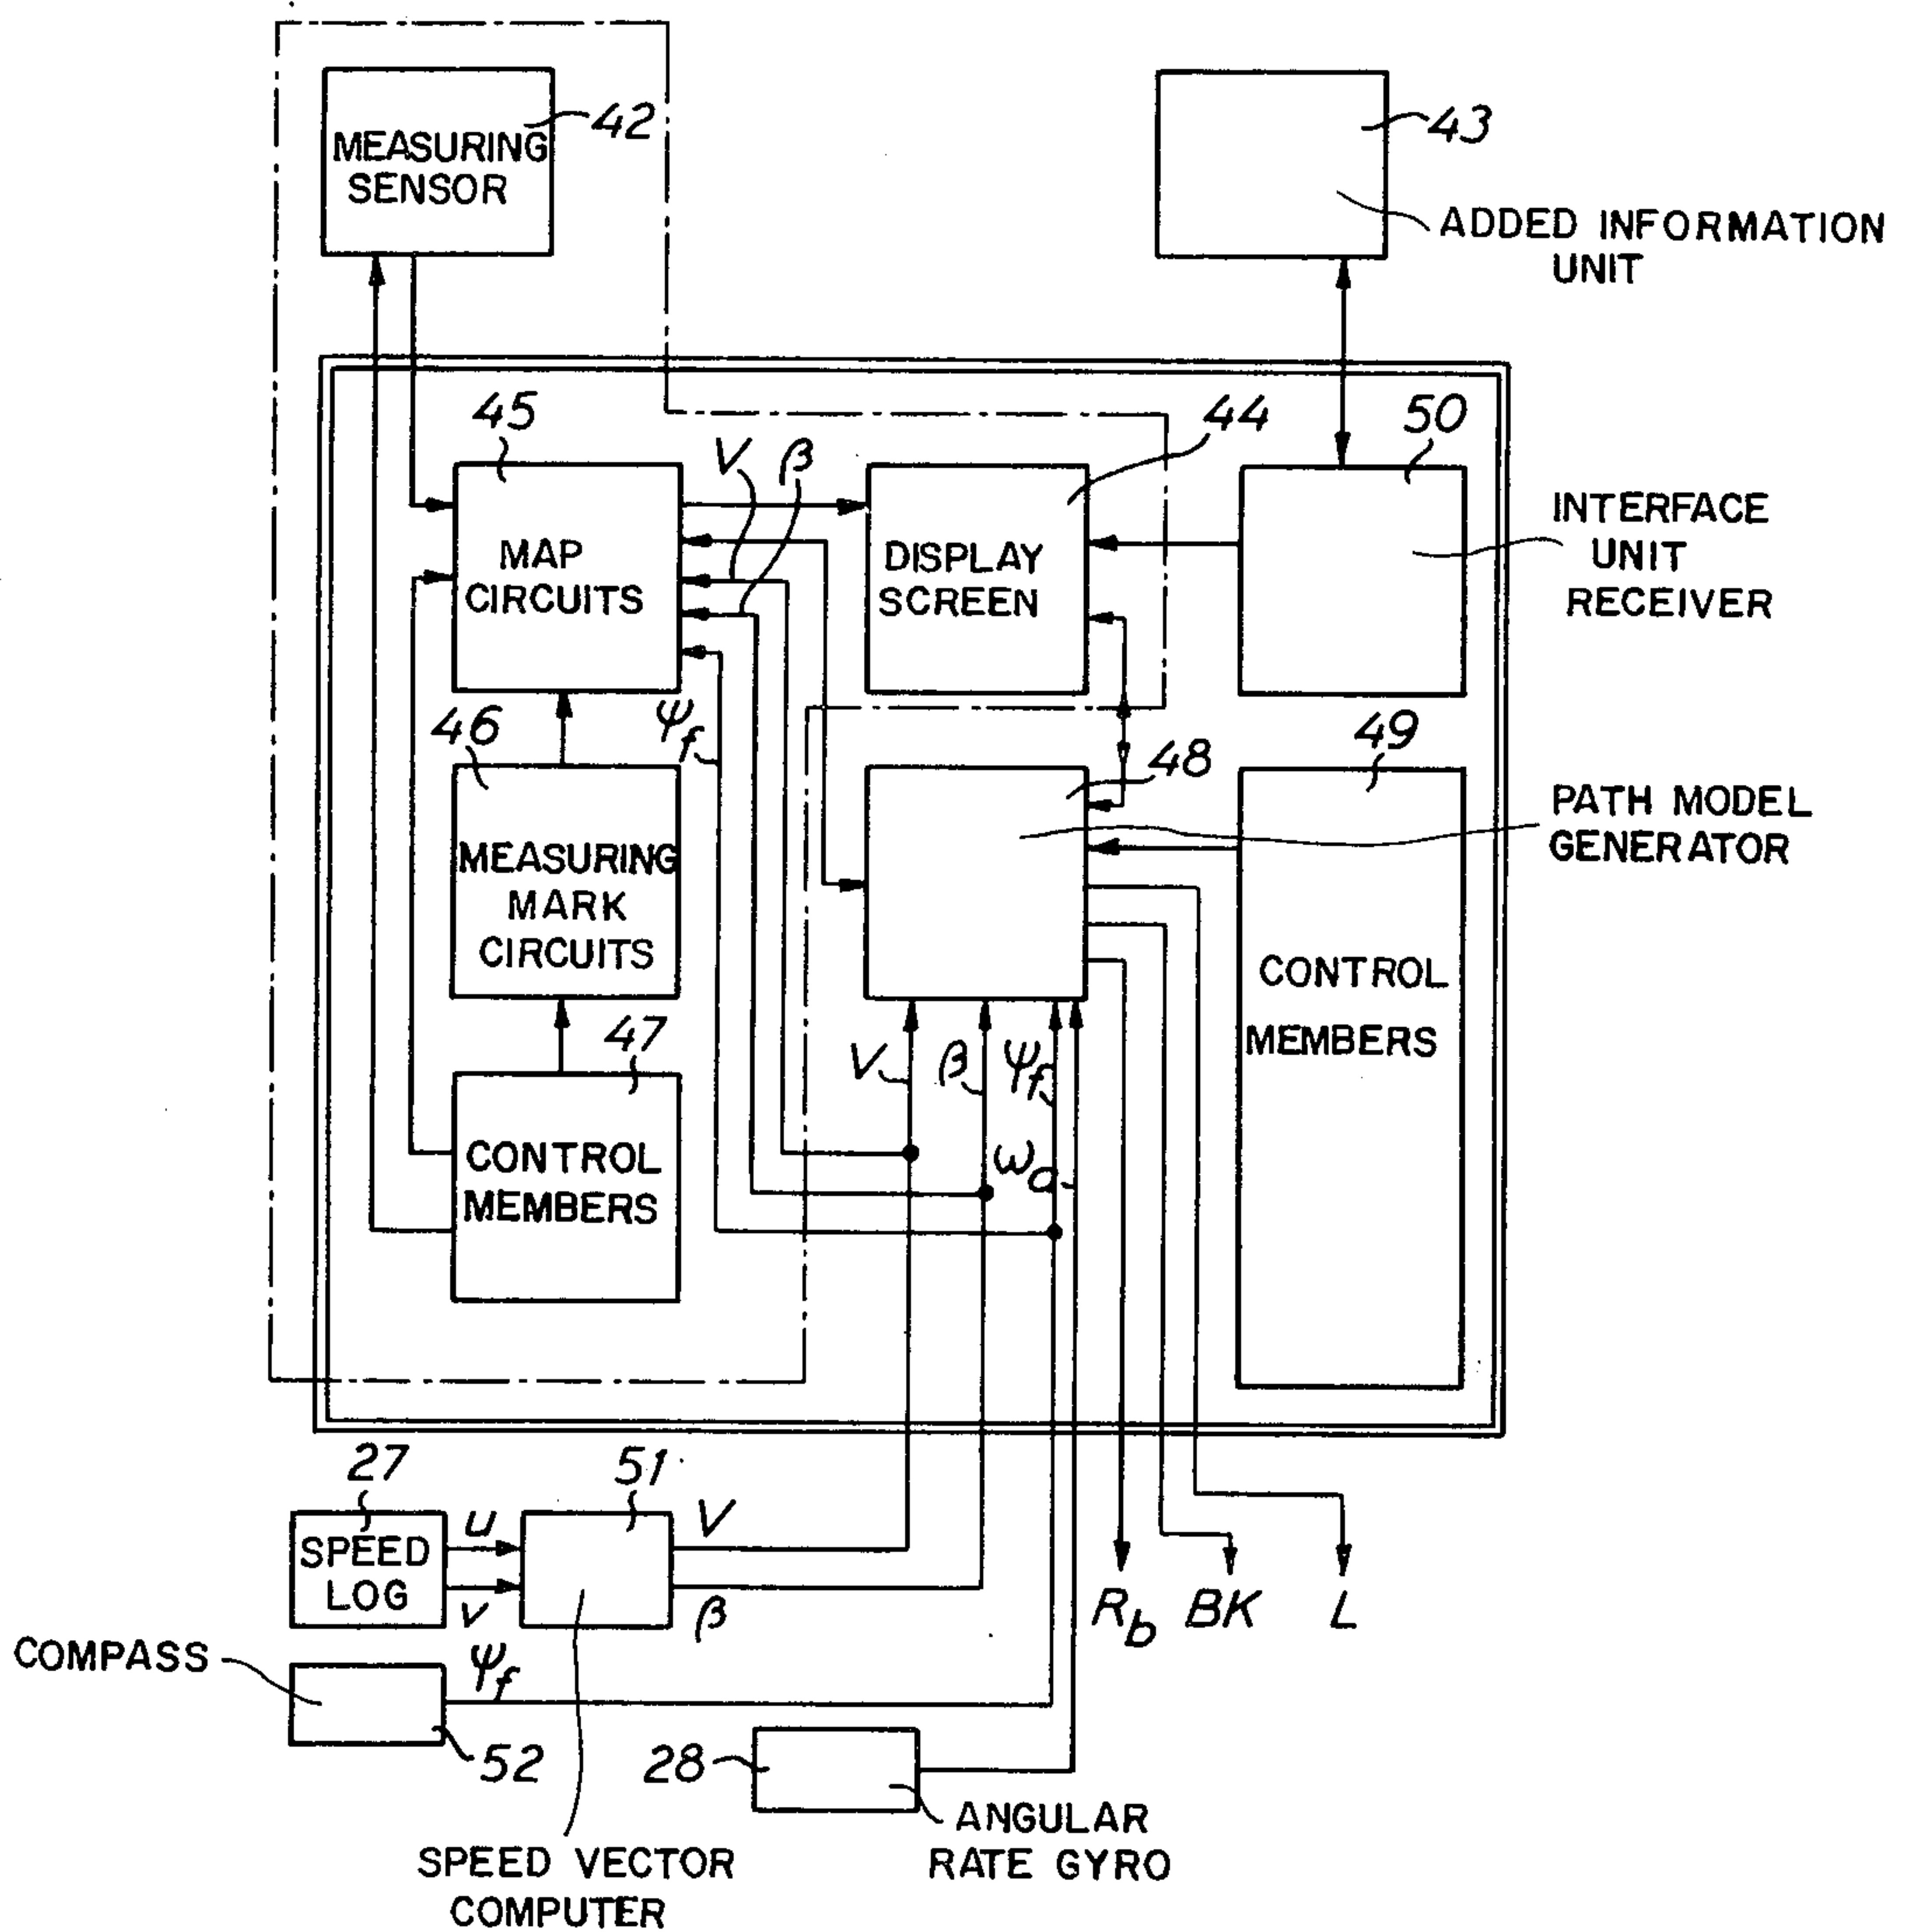 42
MEASURING
SENSOR
43
ADDED INFORMATION
UNIT
45
V β
44
50
MAP
CIRCUITS
DISPLAY
SCREEN
INTERFACE
UNIT
RECEIVER
46
ψf
48
49
MEASURING
MARK
CIRCUITS
PATH MODEL
GENERATOR
CONTROL
MEMBERS
47
V β ψf
ωa
CONTROL
MEMBERS
27
51
SPEED
LOG
u
v
V
β
Rb BK L
COMPASS
ψf
52
28
ANGULAR
RATE GYRO
SPEED VECTOR
COMPUTER